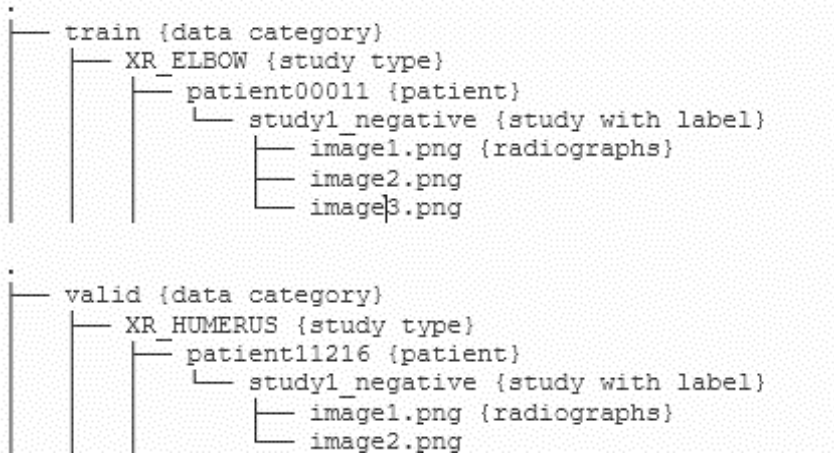 .
├── train {data category}
│   ├── XR_ELBOW {study type}
│   │   ├── patient00011 {patient}
│   │   │   └── study1_negative {study with label}
│   │   │       ├── image1.png {radiographs}
│   │   │       ├── image2.png
│   │   │       └── image3.png
.
├── valid {data category}
│   ├── XR_HUMERUS {study type}
│   │   ├── patient11216 {patient}
│   │   │   └── study1_negative {study with label}
│   │   │       ├── image1.png {radiographs}
│   │   │       └── image2.png